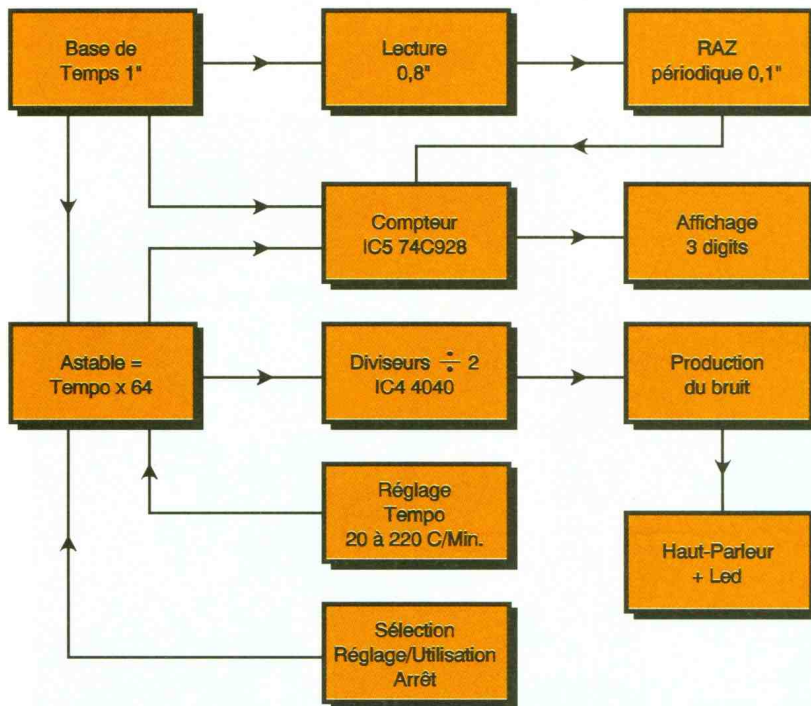 Base de
Temps 1"
Lecture
0,8"
RAZ
périodique 0,1"
Compteur
IC5 74C928
Affichage
3 digits
Astable =
Tempo x 64
Diviseurs ÷ 2
IC4 4040
Production
du bruit
Réglage
Tempo
20 à 220 C/Min.
Haut-Parleur
+ Led
Sélection
Réglage/Utilisation
Arrêt